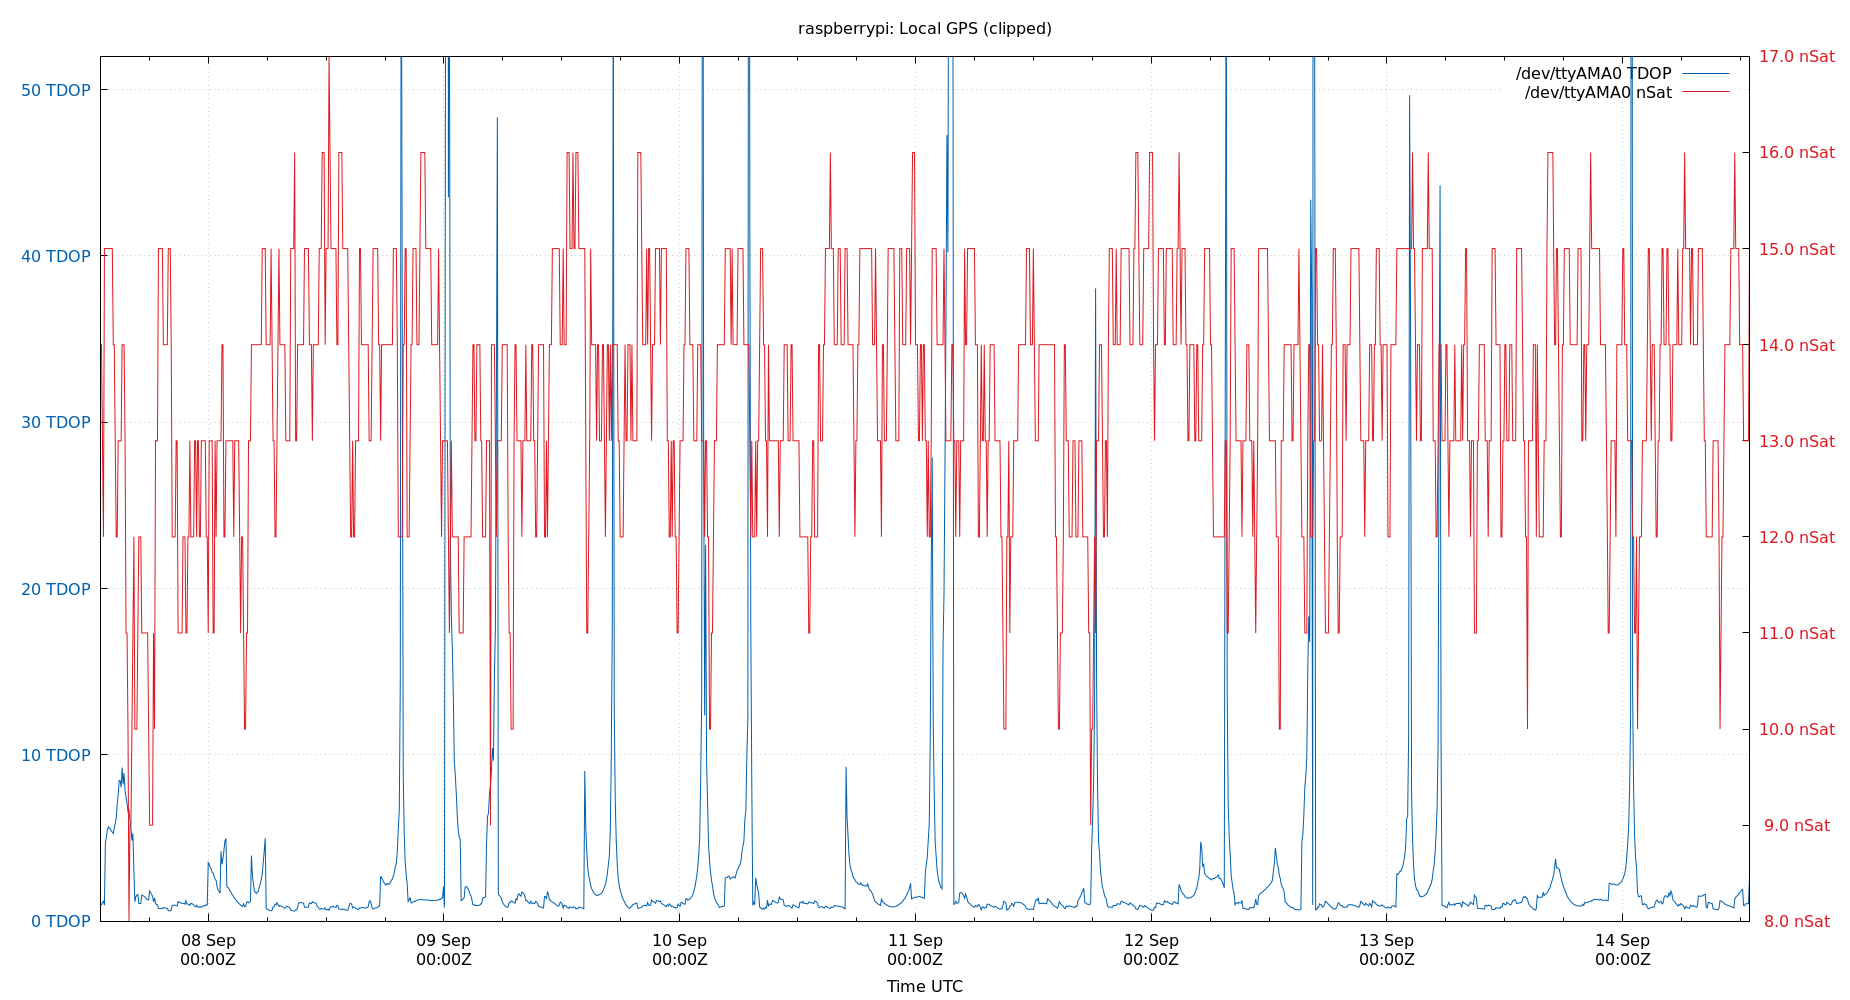 raspberrypi: Local GPS (clipped)
/dev/ttyAMA0 TDOP
/dev/ttyAMA0 nSat
50 TDOP
40 TDOP
30 TDOP
20 TDOP
10 TDOP
0 TDOP
17.0 nSat
16.0 nSat
15.0 nSat
14.0 nSat
13.0 nSat
12.0 nSat
11.0 nSat
10.0 nSat
9.0 nSat
8.0 nSat
08 Sep
00:00Z
09 Sep
00:00Z
10 Sep
00:00Z
11 Sep
00:00Z
12 Sep
00:00Z
13 Sep
00:00Z
14 Sep
00:00Z
Time UTC